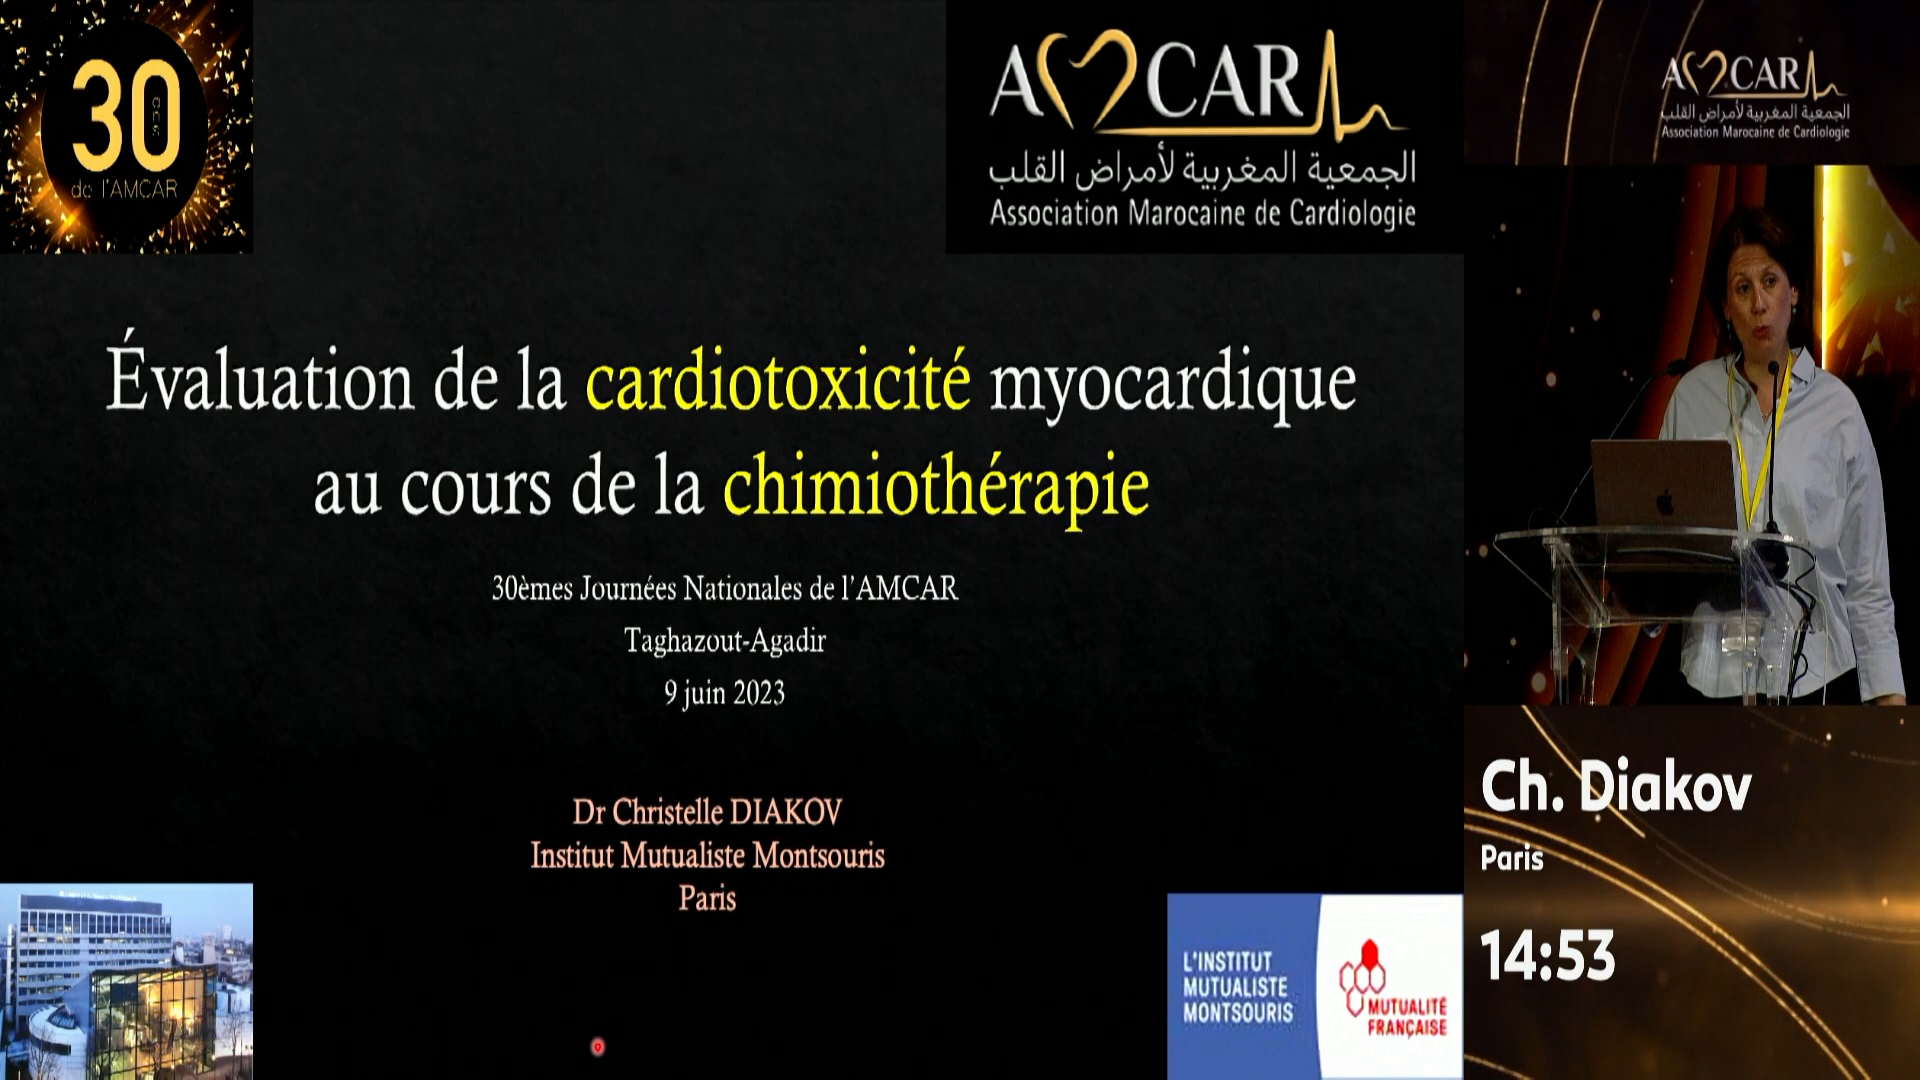 30
ans
de l'AMCAR
AMCAR
الجمعية المغربية لأمراض القلب
Association Marocaine de Cardiologie
Évaluation de la cardiotoxicité myocardique
au cours de la chimiothérapie
30èmes Journées Nationales de l'AMCAR
Taghazout-Agadir
9 juin 2023
Dr Christelle DIAKOV
Institut Mutualiste Montsouris
Paris
L'INSTITUT
MUTUALISTE
MONTSOURIS
MUTUALITÉ
FRANÇAISE
AMCAR
الجمعية المغربية لأمراض القلب
Association Marocaine de Cardiologie
Ch. Diakov
Paris
14:53